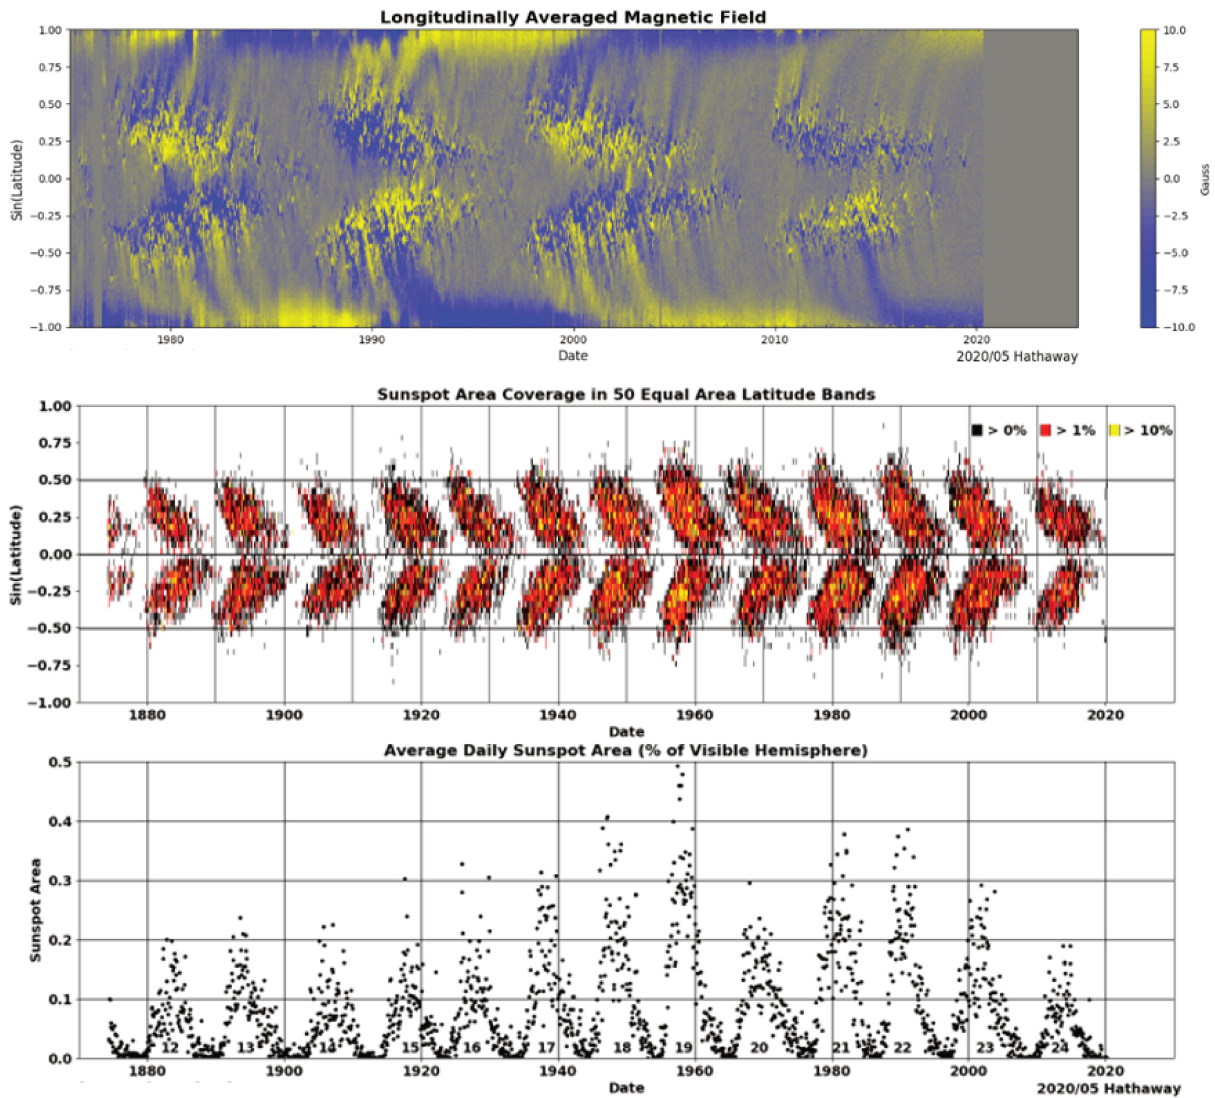 Longitudinally Averaged Magnetic Field
1.00
0.75
0.50
0.25
0.00
−0.25
−0.50
−0.75
−1.00
Sin(Latitude)
1980 1990 2000 2010 2020
Date
2020/05 Hathaway
10.0
7.5
5.0
2.5
0.0
−2.5
−5.0
−7.5
−10.0
Gauss
Sunspot Area Coverage in 50 Equal Area Latitude Bands
> 0% > 1% > 10%
1.00
0.75
0.50
0.25
0.00
−0.25
−0.50
−0.75
−1.00
Sin(Latitude)
1880 1900 1920 1940 1960 1980 2000 2020
Date
Average Daily Sunspot Area (% of Visible Hemisphere)
0.5
0.4
0.3
0.2
0.1
0.0
Sunspot Area
12 13 14 15 16 17 18 19 20 21 22 23 24
1880 1900 1920 1940 1960 1980 2000 2020
Date
2020/05 Hathaway